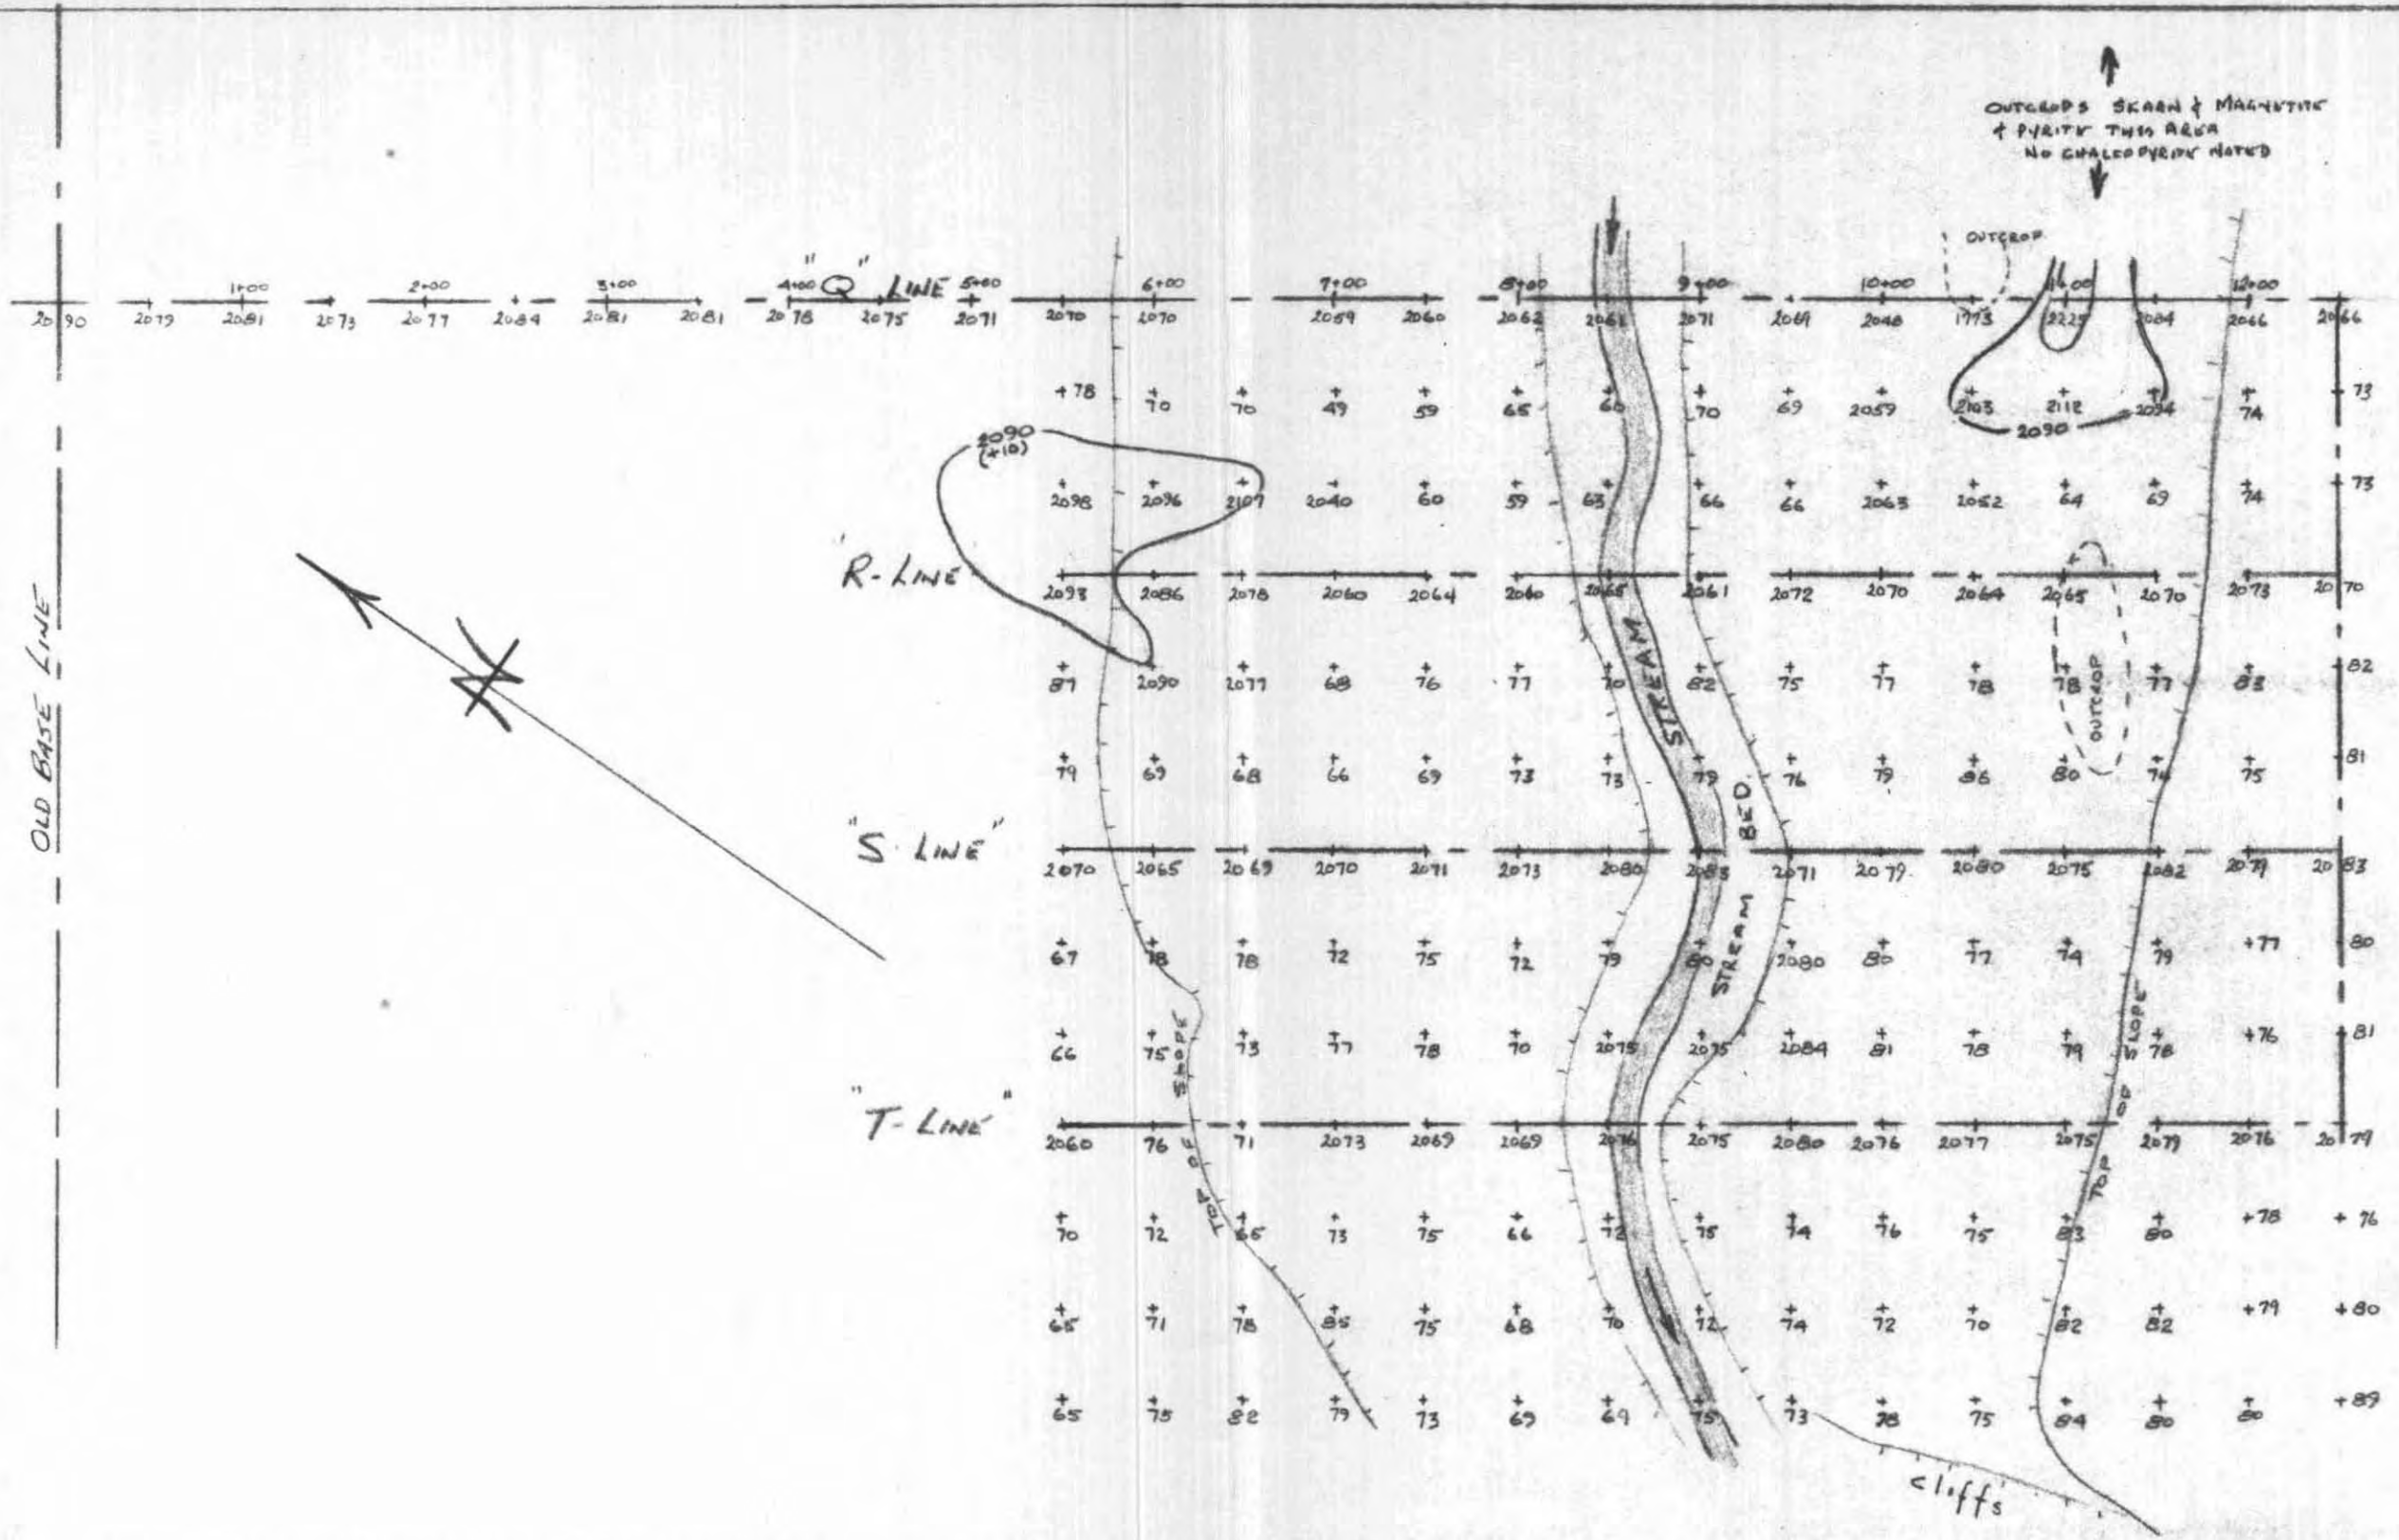 OUTCROPS SKARN & MAGNETITE
& PYRITE THIS AREA
NO CHALCOPYRITE NOTED
OUTCROP
"Q" LINE
1+00 2+00 3+00 4+00 5+00 6+00 7+00 8+00 9+00 10+00 11+00 12+00
2090 2079 2081 2073 2077 2084 2081 2081 2078 2075 2071 2070 2070 2059 2060 2062 2061 2071 2069 2048 1773 2225 2084 2066 2066
+78 70 70 49 59 65 60 70 69 2059 2103 2112 2094 74 73
2090
(+10)
2090
2098 2096 2107 2040 60 59 63 66 66 2063 2052 64 69 74 73
R-LINE
2093 2086 2078 2060 2064 2060 2065 2061 2072 2070 2064 2065 2070 2073 2070
87 2090 2077 68 76 77 70 82 75 77 78 78 77 83 82
STREAM
OUTCROP
OLD BASE LINE
N
79 69 68 66 69 73 73 79 76 79 86 80 74 75 81
"S-LINE"
2070 2065 2069 2070 2071 2073 2080 2083 2071 2079 2080 2075 2082 2079 2083
STREAM BED
67 78 78 72 75 72 79 80 2080 80 77 74 79 +77 80
66 75 73 77 78 70 2075 2075 2084 81 78 79 78 +76 81
"T-LINE"
TOP OF SLOPE
TOP OF SLOPE
2060 76 71 2073 2069 2069 2076 2075 2080 2076 2077 2075 2079 2076 2079
70 72 65 73 75 66 72 75 74 76 75 83 80 +78 +76
65 71 78 85 75 68 70 72 74 72 70 82 82 +79 +80
65 75 82 79 73 69 69 75 73 78 75 84 80 80 +89
cliffs